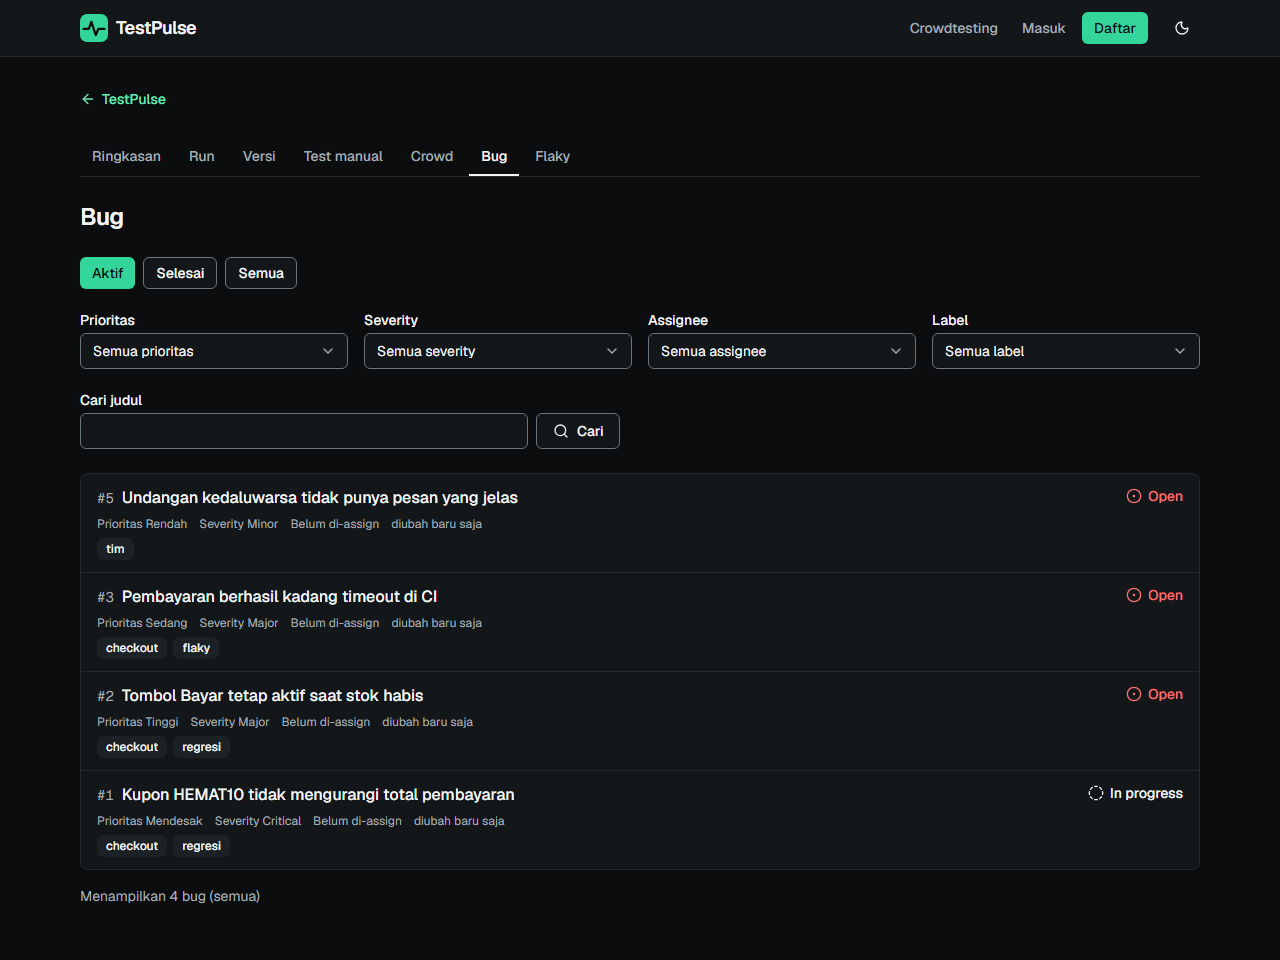 TestPulse
Crowdtesting Masuk Daftar
TestPulse
Ringkasan Run Versi Test manual Crowd Bug Flaky
Bug
Aktif Selesai Semua
Prioritas Severity Assignee Label
Semua prioritas Semua severity Semua assignee Semua label
Cari judul
Cari
#5 Undangan kedaluwarsa tidak punya pesan yang jelas Open
Prioritas Rendah Severity Minor Belum di-assign diubah baru saja
tim
#3 Pembayaran berhasil kadang timeout di CI Open
Prioritas Sedang Severity Major Belum di-assign diubah baru saja
checkout flaky
#2 Tombol Bayar tetap aktif saat stok habis Open
Prioritas Tinggi Severity Major Belum di-assign diubah baru saja
checkout regresi
#1 Kupon HEMAT10 tidak mengurangi total pembayaran In progress
Prioritas Mendesak Severity Critical Belum di-assign diubah baru saja
checkout regresi
Menampilkan 4 bug (semua)